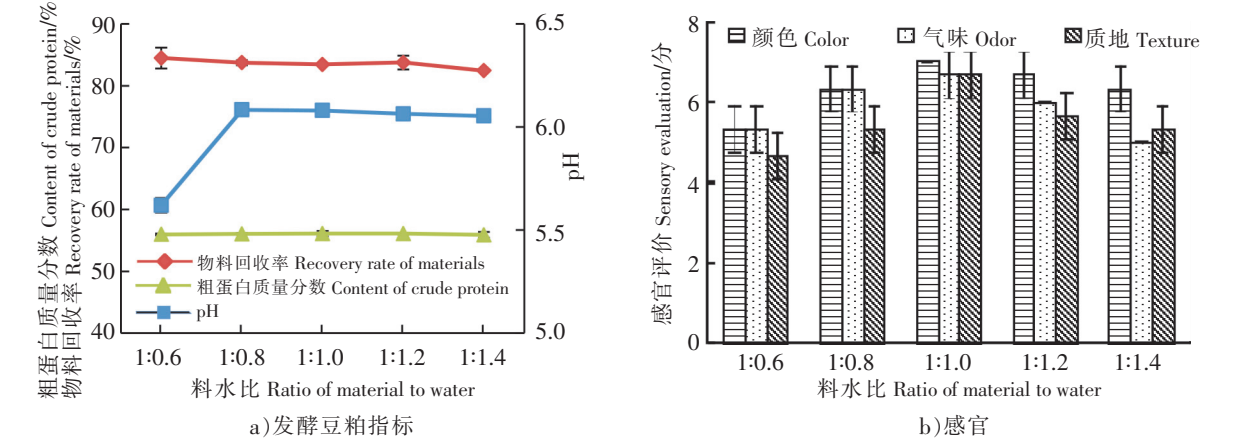 粗蛋白质量分数 Content of crude protein/%
物料回收率 Recovery rate of materials/%
90
80
70
60
50
40
6.5
6.0
5.5
5.0
pH
物料回收率 Recovery rate of materials
粗蛋白质量分数 Content of crude protein
pH
1∶0.6 1∶0.8 1∶1.0 1∶1.2 1∶1.4
料水比 Ratio of material to water
a)发酵豆粕指标
感官评价 Sensory evaluation/分
8
6
4
2
0
颜色 Color 气味 Odor 质地 Texture
1∶0.6 1∶0.8 1∶1.0 1∶1.2 1∶1.4
料水比 Ratio of material to water
b)感官